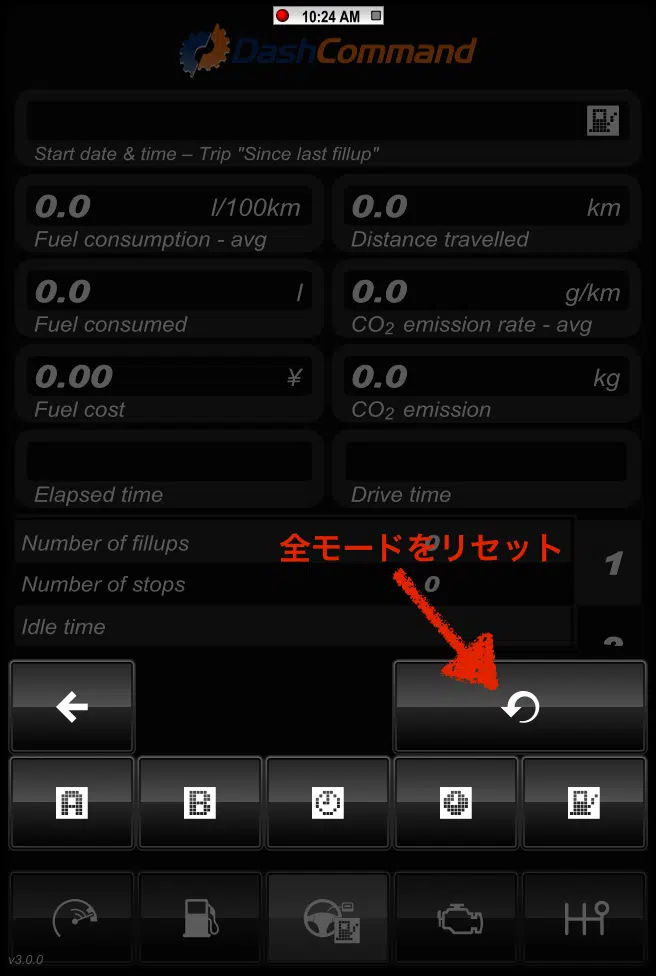 10:24 AM
DashCommand
Start date & time – Trip "Since last fillup"
0.0 l/100km
Fuel consumption - avg
0.0 km
Distance travelled
0.0 l
Fuel consumed
0.0 g/km
CO₂ emission rate - avg
0.00 ¥
Fuel cost
0.0 kg
CO₂ emission
Elapsed time
Drive time
Number of fillups 0
全モードをリセット
1
Number of stops 0
Idle time
A B
v3.0.0